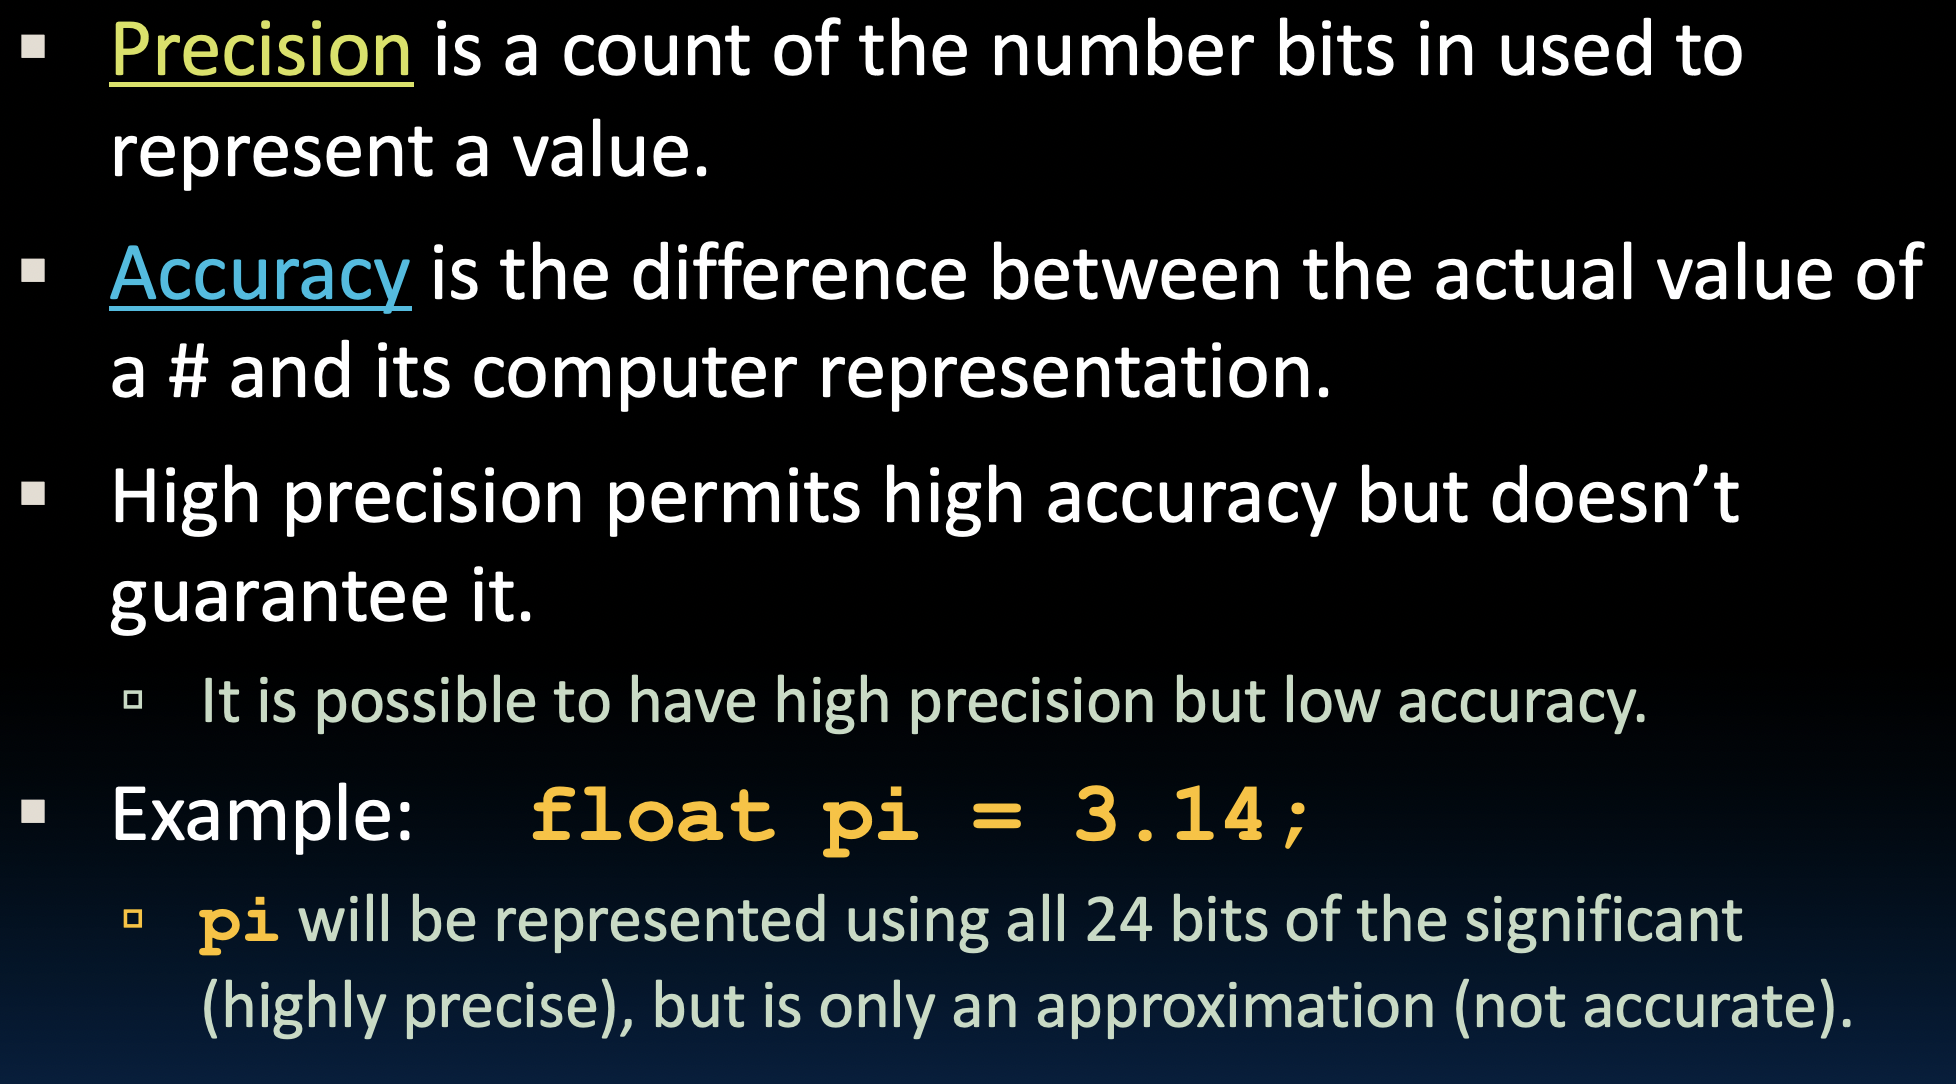 Precision is a count of the number bits in used to
represent a value.
Accuracy is the difference between the actual value of
a # and its computer representation.
High precision permits high accuracy but doesn’t
guarantee it.
It is possible to have high precision but low accuracy.
Example: float pi = 3.14;
pi will be represented using all 24 bits of the significant
(highly precise), but is only an approximation (not accurate).